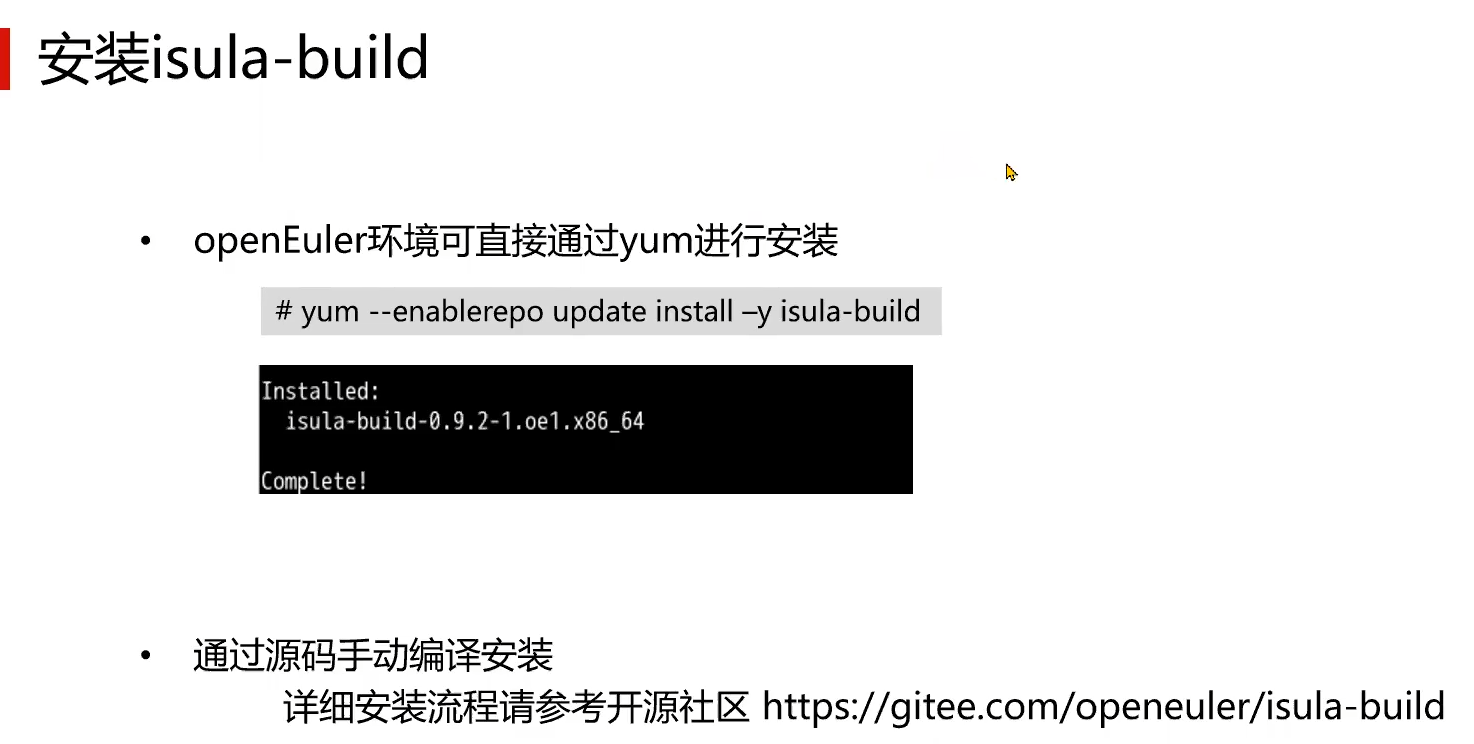 安装isula-build
• openEuler环境可直接通过yum进行安装
# yum --enablerepo update install –y isula-build
Installed:
isula-build-0.9.2-1.oe1.x86_64
Complete!
• 通过源码手动编译安装
详细安装流程请参考开源社区 https://gitee.com/openeuler/isula-build